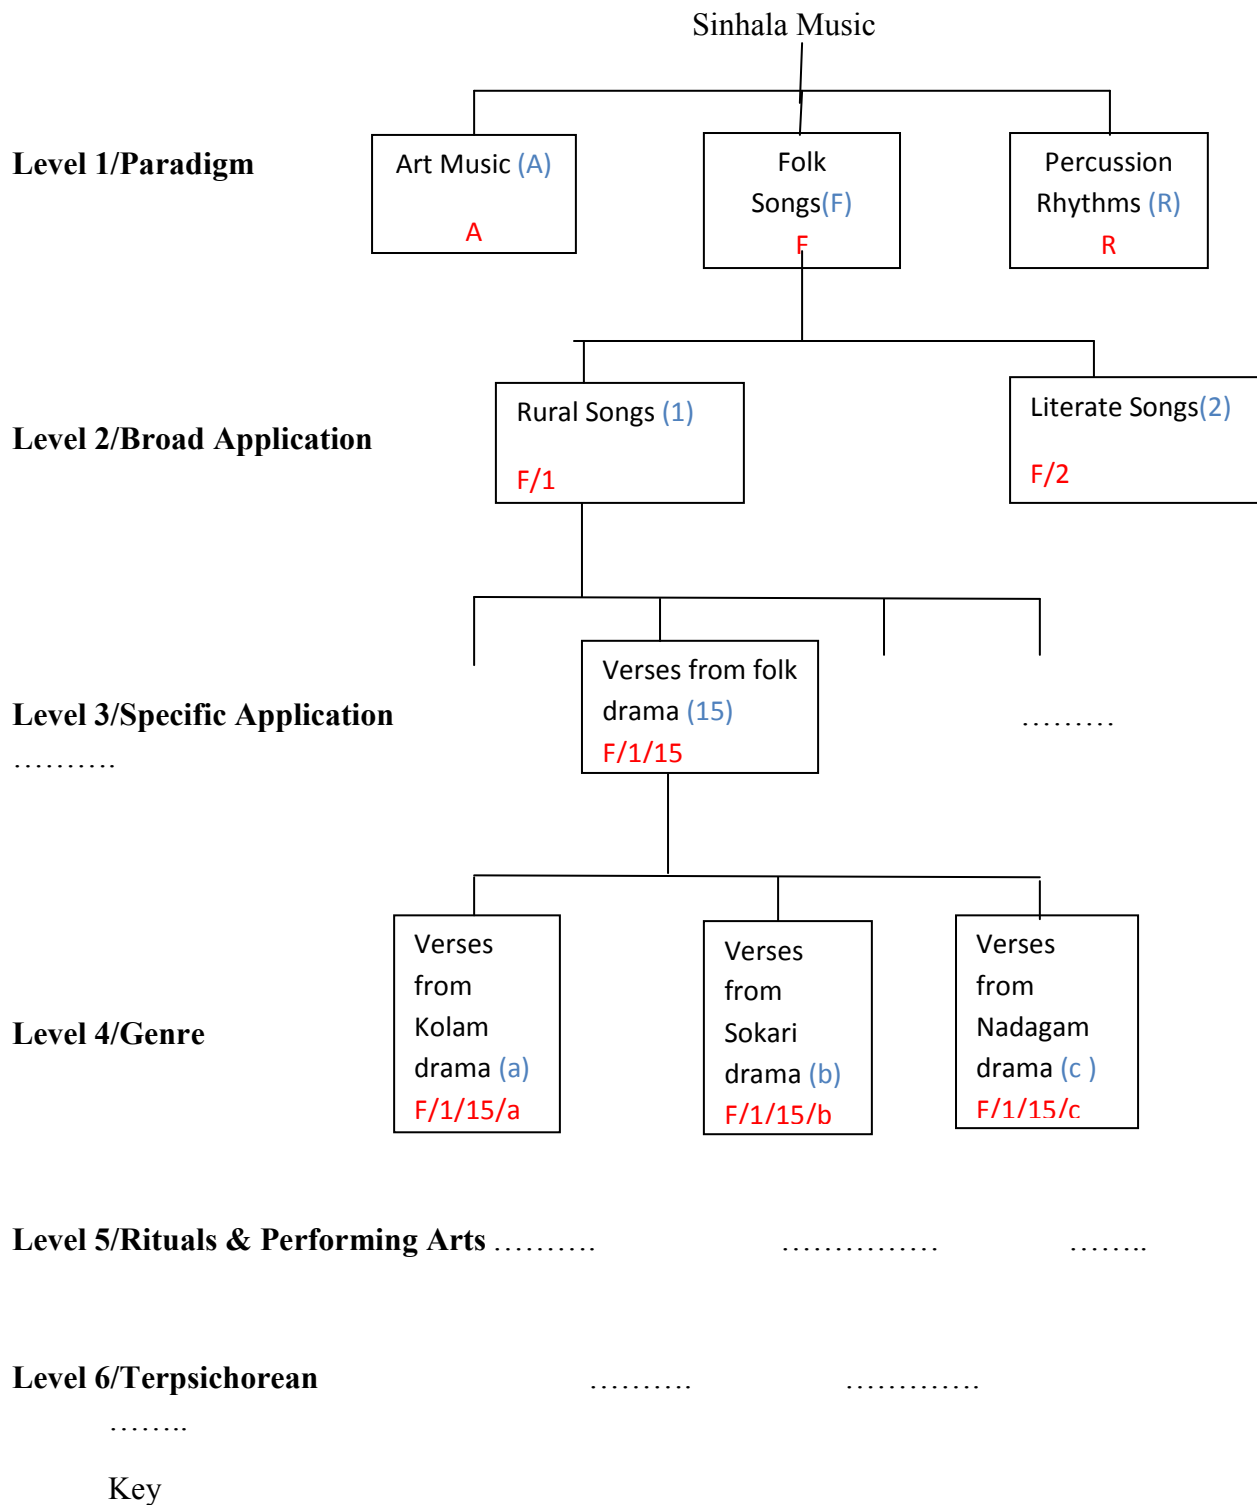 Sinhala Music
Level 1/Paradigm
Art Music (A)
A
Folk
Songs(F)
F
Percussion
Rhythms (R)
R
Level 2/Broad Application
Rural Songs (1)
F/1
Literate Songs(2)
F/2
Level 3/Specific Application
Verses from folk
drama (15)
F/1/15
………
……….
Level 4/Genre
Verses
from
Kolam
drama (a)
F/1/15/a
Verses
from
Sokari
drama (b)
F/1/15/b
Verses
from
Nadagam
drama (c )
F/1/15/c
Level 5/Rituals & Performing Arts ………. …………… ……..
Level 6/Terpsichorean ………. ………….
……..
Key